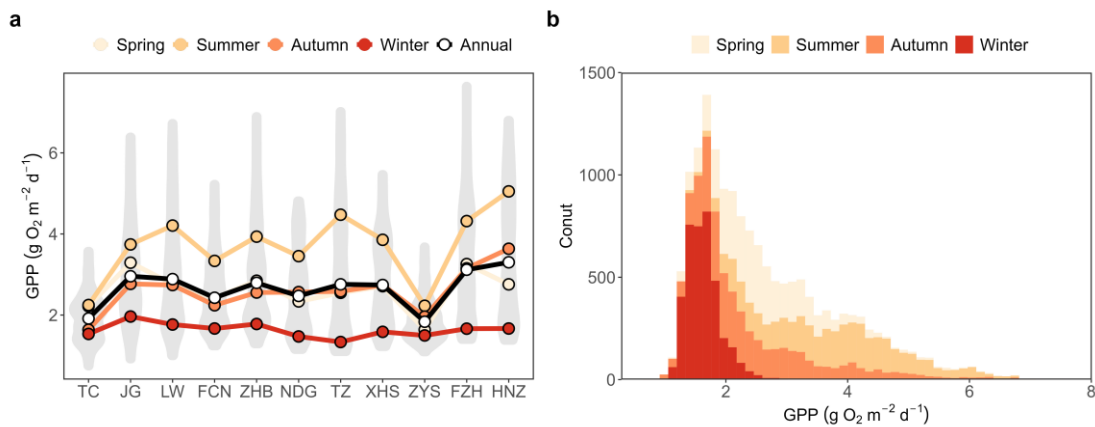 a
Spring Summer Autumn Winter Annual
GPP (g O₂ m⁻² d⁻¹)
6
4
2
TC JG LW FCN ZHB NDG TZ XHS ZYS FZH HNZ
b
Spring Summer Autumn Winter
Conut
1500
1000
500
0
2 4 6 8
GPP (g O₂ m⁻² d⁻¹)